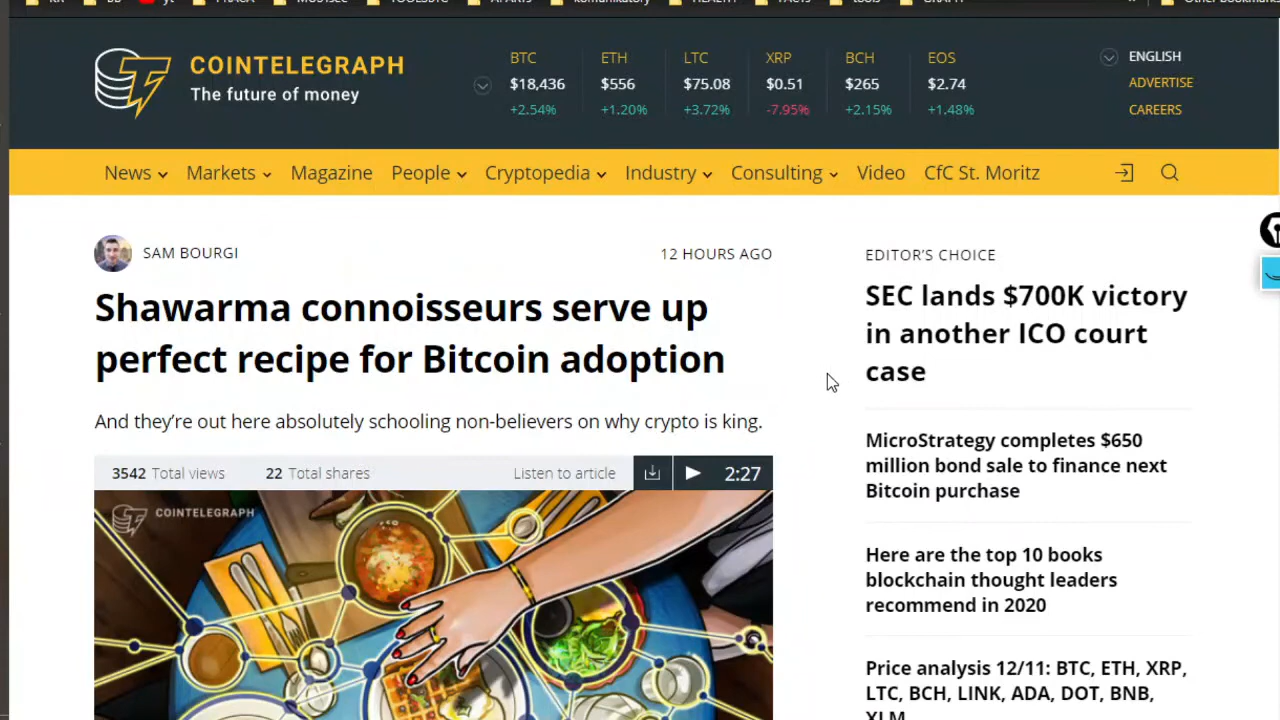 COINTELEGRAPH
The future of money
BTC
$18,436
+2.54%
ETH
$556
+1.20%
LTC
$75.08
+3.72%
XRP
$0.51
-7.95%
BCH
$265
+2.15%
EOS
$2.74
+1.48%
ENGLISH
ADVERTISE
CAREERS
News Markets Magazine People Cryptopedia Industry Consulting Video CfC St. Moritz
SAM BOURGI
12 HOURS AGO
Shawarma connoisseurs serve up
perfect recipe for Bitcoin adoption
And they’re out here absolutely schooling non-believers on why crypto is king.
3542 Total views 22 Total shares Listen to article 2:27
COINTELEGRAPH
EDITOR’S CHOICE
SEC lands $700K victory
in another ICO court
case
MicroStrategy completes $650
million bond sale to finance next
Bitcoin purchase
Here are the top 10 books
blockchain thought leaders
recommend in 2020
Price analysis 12/11: BTC, ETH, XRP,
LTC, BCH, LINK, ADA, DOT, BNB,
XLM